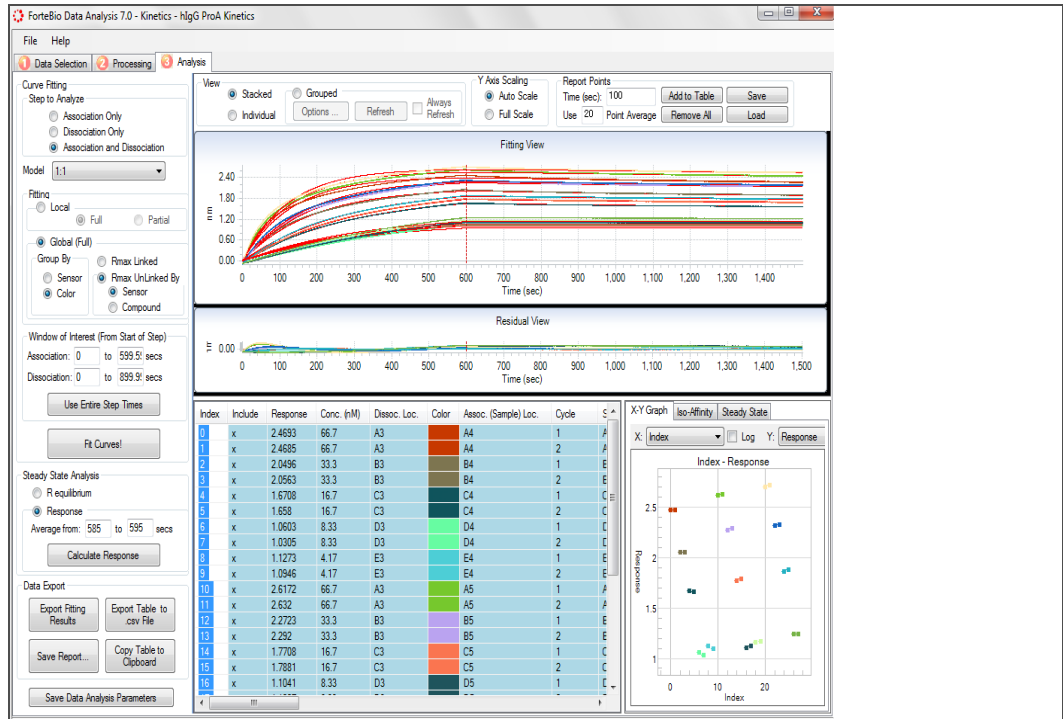 ForteBio Data Analysis 7.0 - Kinetics - hIgG ProA Kinetics
File Help
1 Data Selection 2 Processing 3 Analysis
Curve Fitting
Step to Analyze
Association Only
Dissociation Only
Association and Dissociation
Model 1:1
Fitting
Local
Full Partial
Global (Full)
Group By
Sensor
Color
Rmax Linked
Rmax UnLinked By
Sensor
Compound
Window of Interest (From Start of Step)
Association: 0 to 599.5 secs
Dissociation: 0 to 899.9 secs
Use Entire Step Times
Fit Curves!
Steady State Analysis
R equilibrium
Response
Average from: 585 to 595 secs
Calculate Response
Data Export
Export Fitting Results
Export Table to .csv File
Save Report...
Copy Table to Clipboard
Save Data Analysis Parameters
View
Stacked Grouped
Individual Options ... Refresh Always Refresh
Y Axis Scaling
Auto Scale
Full Scale
Report Points
Time (sec): 100 Add to Table Save
Use 20 Point Average Remove All Load
Fitting View
nm
2.40
1.80
1.20
0.60
0.00
0 100 200 300 400 500 600 700 800 900 1,000 1,100 1,200 1,300 1,400
Time (sec)
Residual View
0.00
0 100 200 300 400 500 600 700 800 900 1,000 1,100 1,200 1,300 1,400 1,500
Time (sec)
Index Include Response Conc. (nM) Dissoc. Loc. Color Assoc. (Sample) Loc. Cycle
0 x 2.4693 66.7 A3 A4 1
1 x 2.4685 66.7 A3 A4 2
2 x 2.0496 33.3 B3 B4 1
3 x 2.0563 33.3 B3 B4 2
4 x 1.6708 16.7 C3 C4 1
5 x 1.658 16.7 C3 C4 2
6 x 1.0603 8.33 D3 D4 1
7 x 1.0305 8.33 D3 D4 2
8 x 1.1273 4.17 E3 E4 1
9 x 1.0946 4.17 E3 E4 2
10 x 2.6172 66.7 A3 A5 1
11 x 2.632 66.7 A3 A5 2
12 x 2.2723 33.3 B3 B5 1
13 x 2.292 33.3 B3 B5 2
14 x 1.7708 16.7 C3 C5 1
15 x 1.7881 16.7 C3 C5 2
16 x 1.1041 8.33 D3 D5 1
X-Y Graph Iso-Affinity Steady State
X: Index Log Y: Response
Index - Response
Response
2.5
2
1.5
1
0 10 20
Index